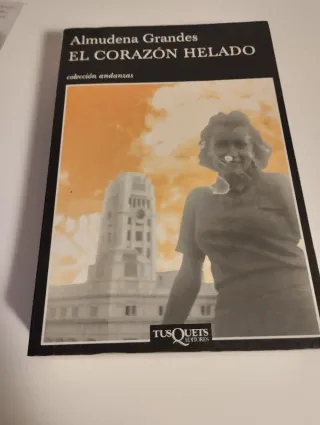 Almudena Grandes
EL CORAZÓN HELADO
colección andanzas
TUSQUETS
EDITORES